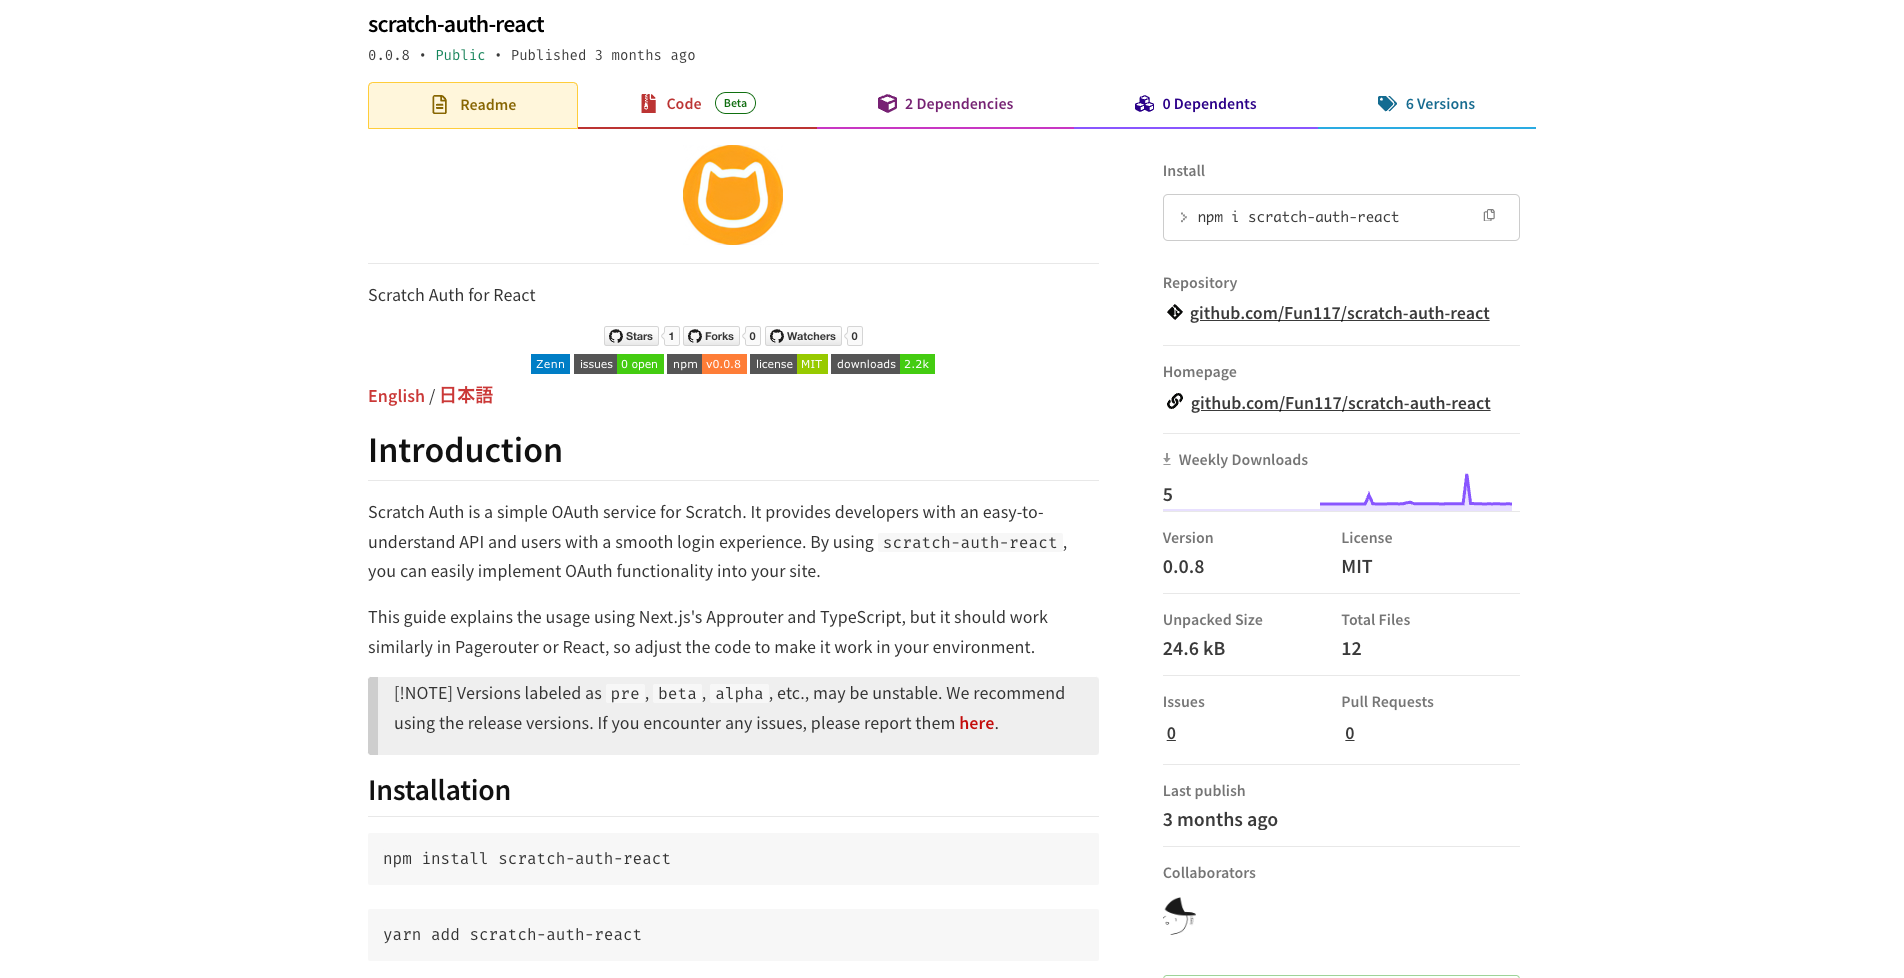 scratch-auth-react
0.0.8 • Public • Published 3 months ago
Readme
Code Beta
2 Dependencies
0 Dependents
6 Versions
Scratch Auth for React
Stars 1 Forks 0 Watchers 0
Zenn issues 0 open npm v0.0.8 license MIT downloads 2.2k
English / 日本語
Introduction
Scratch Auth is a simple OAuth service for Scratch. It provides developers with an easy-to-
understand API and users with a smooth login experience. By using scratch-auth-react,
you can easily implement OAuth functionality into your site.
This guide explains the usage using Next.js's Approuter and TypeScript, but it should work
similarly in Pagerouter or React, so adjust the code to make it work in your environment.
[!NOTE] Versions labeled as pre, beta, alpha, etc., may be unstable. We recommend
using the release versions. If you encounter any issues, please report them here.
Installation
npm install scratch-auth-react
yarn add scratch-auth-react
Install
> npm i scratch-auth-react
Repository
github.com/Fun117/scratch-auth-react
Homepage
github.com/Fun117/scratch-auth-react
Weekly Downloads
5
Version License
0.0.8 MIT
Unpacked Size Total Files
24.6 kB 12
Issues Pull Requests
0 0
Last publish
3 months ago
Collaborators